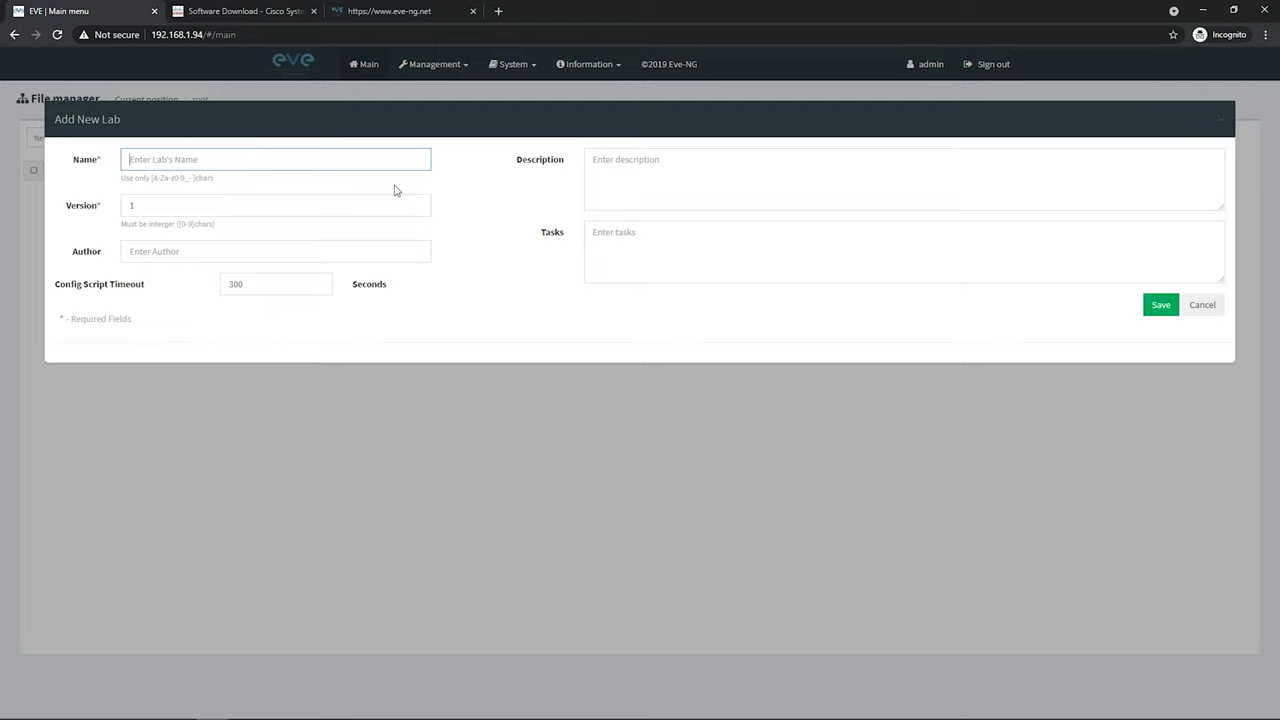 EVE | Main menu
Software Download - Cisco Syste
https://www.eve-ng.net
Not secure
192.168.1.94/#/main
Incognito
eve
Main
Management
System
Information
©2019 Eve-NG
admin
Sign out
File manager
Current position
root
Ne
Add New Lab
Name*
Enter Lab's Name
Use only [A-Za-z0-9_- ]chars
Version*
1
Must be interger ([0-9]chars)
Author
Enter Author
Config Script Timeout
300
Seconds
* - Required Fields
Description
Enter description
Tasks
Enter tasks
Save
Cancel